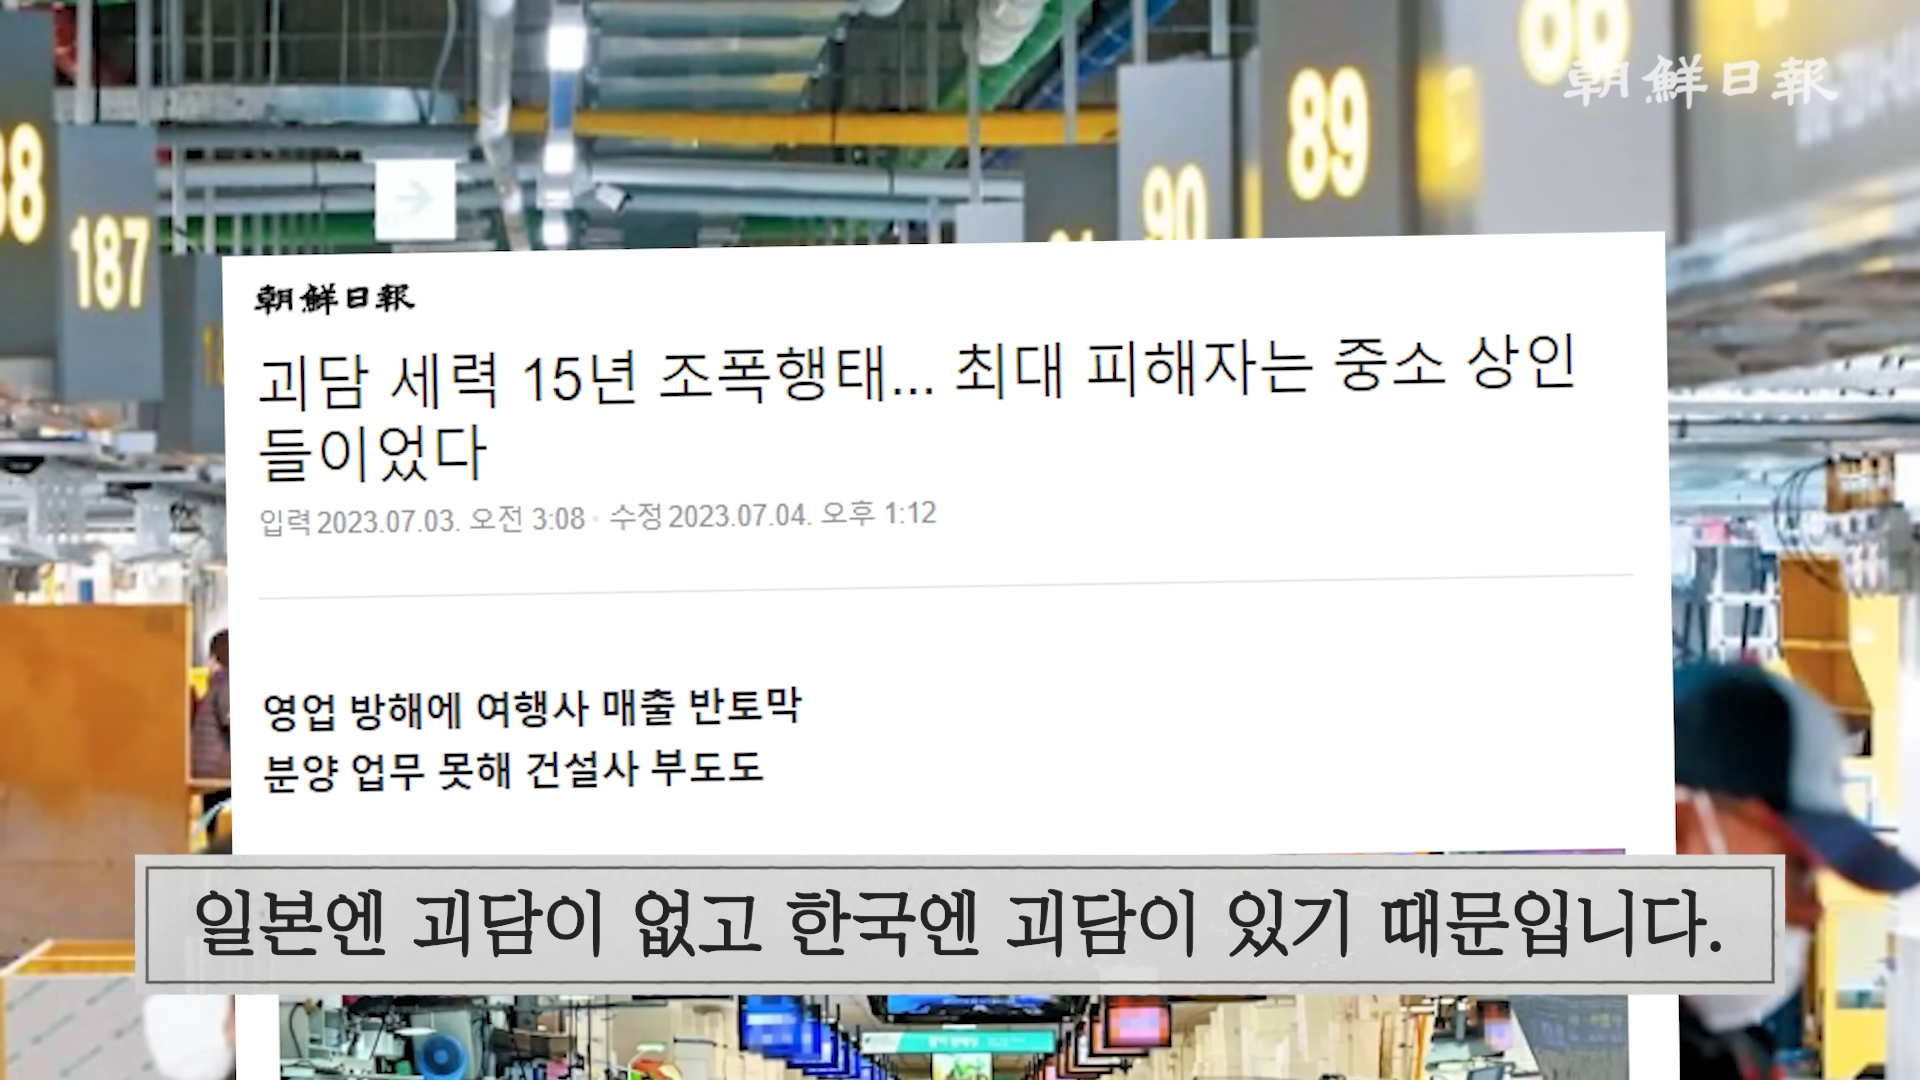 朝鮮日報
88
89
90
187
朝鮮日報
괴담 세력 15년 조폭행태... 최대 피해자는 중소 상인
들이었다
입력 2023.07.03. 오전 3:08 · 수정 2023.07.04. 오후 1:12
영업 방해에 여행사 매출 반토막
분양 업무 못해 건설사 부도도
일본엔 괴담이 없고 한국엔 괴담이 있기 때문입니다.